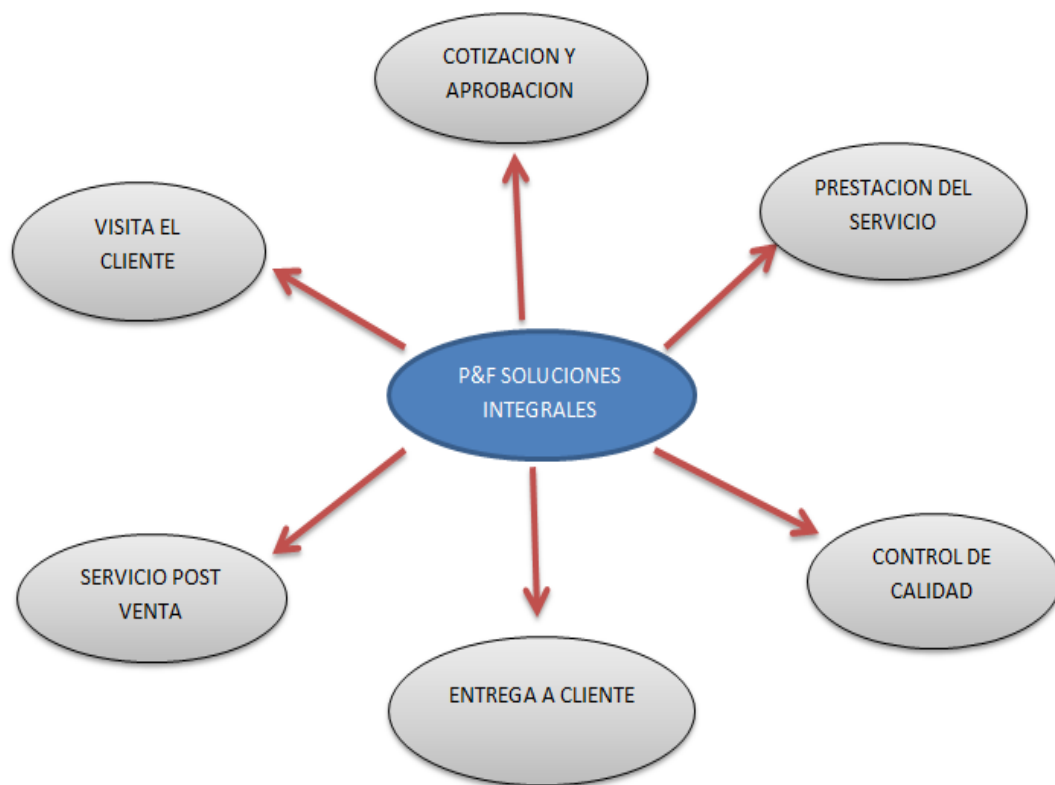 COTIZACION Y
APROBACION
PRESTACION DEL
SERVICIO
VISITA EL
CLIENTE
P&F SOLUCIONES
INTEGRALES
CONTROL DE
CALIDAD
SERVICIO POST
VENTA
ENTREGA A CLIENTE